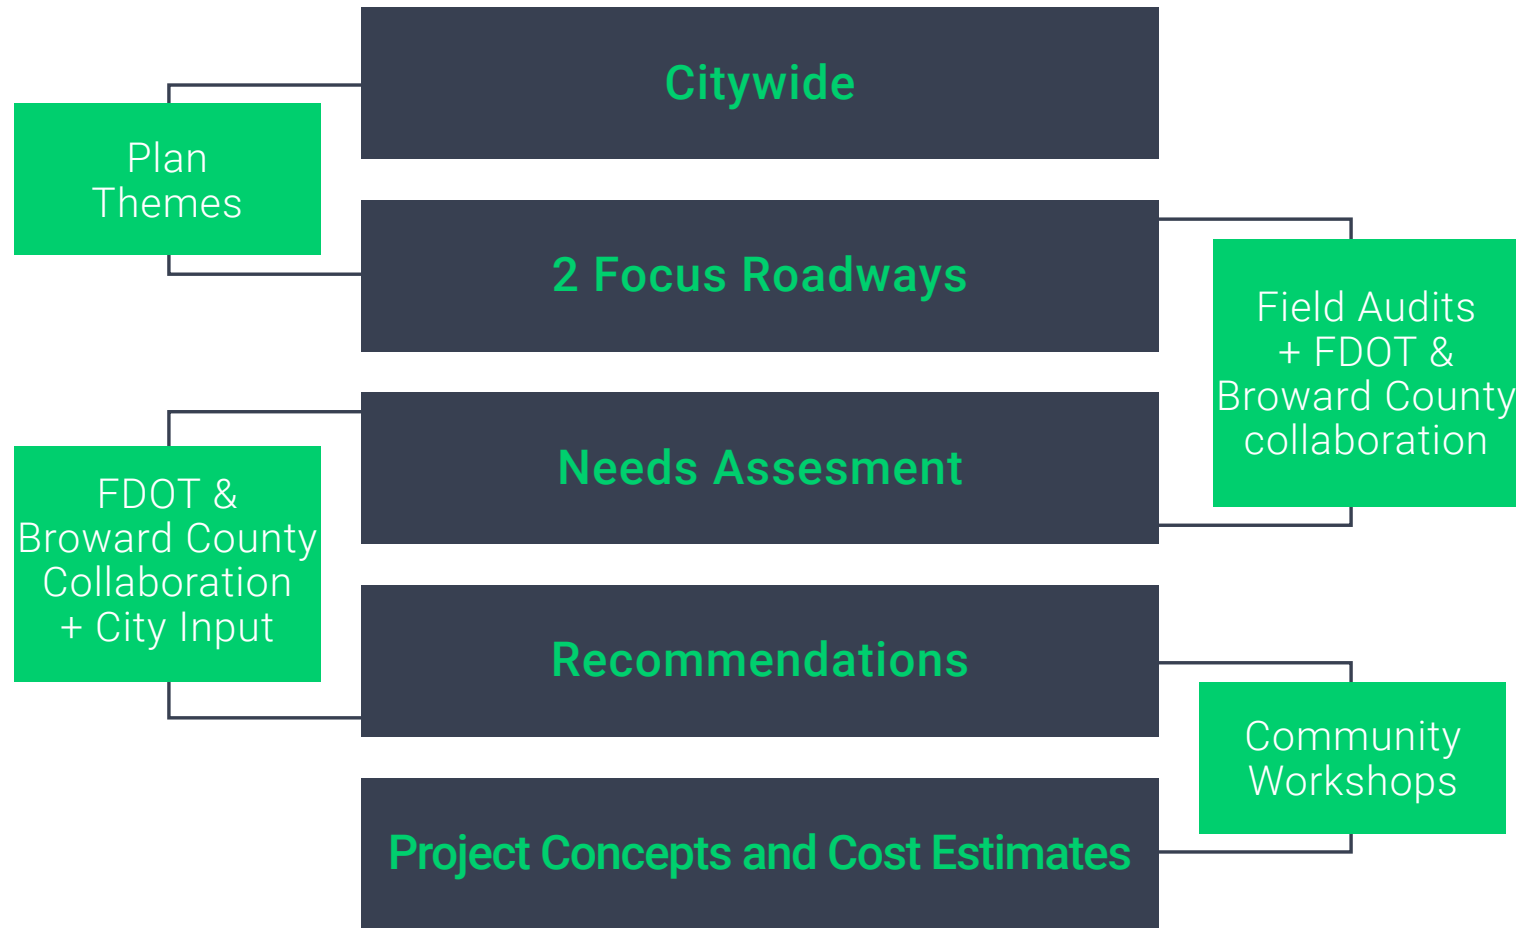 Citywide
Plan
Themes
2 Focus Roadways
Field Audits
+ FDOT &
Broward County
collaboration
Needs Assesment
FDOT &
Broward County
Collaboration
+ City Input
Recommendations
Community
Workshops
Project Concepts and Cost Estimates